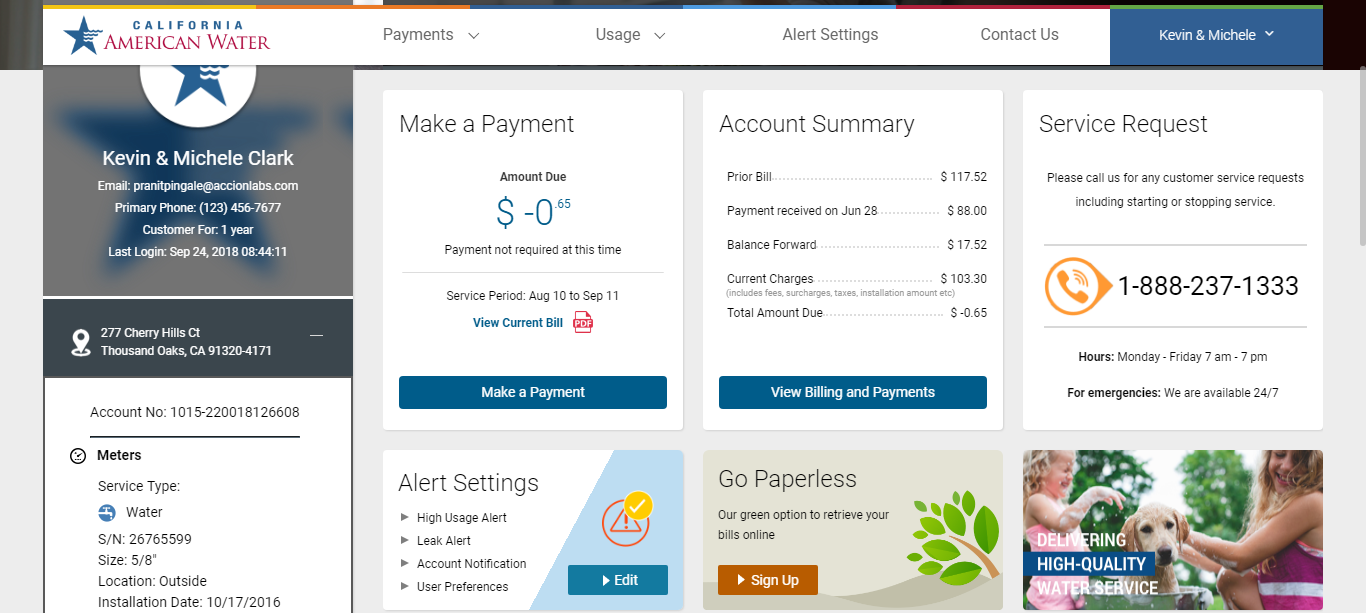 CALIFORNIA
AMERICAN WATER
Payments
Usage
Alert Settings
Contact Us
Kevin & Michele
Kevin & Michele Clark
Email: pranitpingale@accionlabs.com
Primary Phone: (123) 456-7677
Customer For: 1 year
Last Login: Sep 24, 2018 08:44:11
277 Cherry Hills Ct
Thousand Oaks, CA 91320-4171
Account No: 1015-220018126608
Meters
Service Type:
Water
S/N: 26765599
Size: 5/8"
Location: Outside
Installation Date: 10/17/2016
Make a Payment
Amount Due
$ -0.65
Payment not required at this time
Service Period: Aug 10 to Sep 11
View Current Bill PDF
Make a Payment
Account Summary
Prior Bill $ 117.52
Payment received on Jun 28 $ 88.00
Balance Forward $ 17.52
Current Charges $ 103.30
(includes fees, surcharges, taxes, installation amount etc)
Total Amount Due $ -0.65
View Billing and Payments
Service Request
Please call us for any customer service requests
including starting or stopping service.
1-888-237-1333
Hours: Monday - Friday 7 am - 7 pm
For emergencies: We are available 24/7
Alert Settings
High Usage Alert
Leak Alert
Account Notification
User Preferences
Edit
Go Paperless
Our green option to retrieve your
bills online
Sign Up
DELIVERING
HIGH-QUALITY
WATER SERVICE